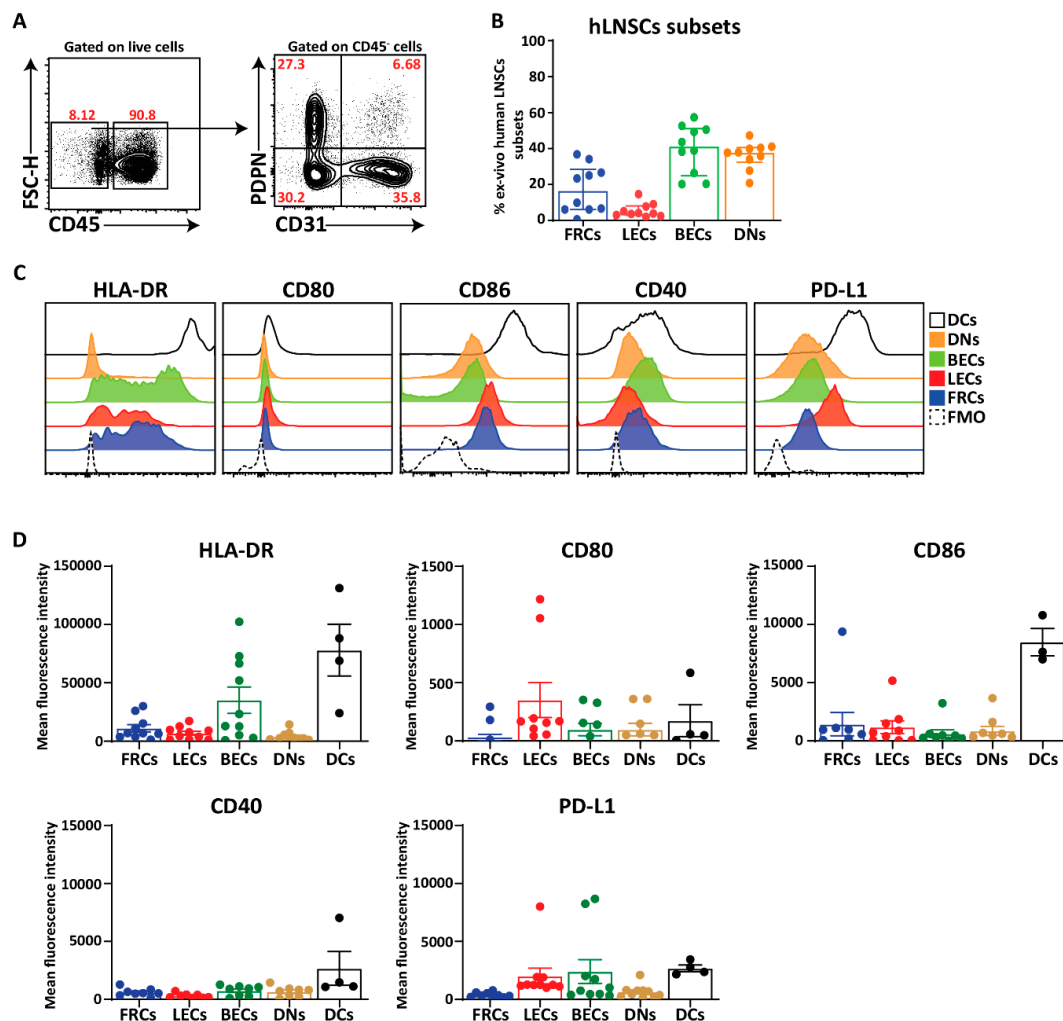 A
Gated on live cells
8.12
90.8
FSC-H
CD45
Gated on CD45- cells
27.3
6.68
30.2
35.8
PDPN
CD31
B
hLNSCs subsets
% ex-vivo human LNSCs
subsets
100
80
60
40
20
0
FRCs
LECs
BECs
DNs
C
HLA-DR
CD80
CD86
CD40
PD-L1
DCs
DNs
BECs
LECs
FRCs
FMO
D
HLA-DR
Mean fluorescence intensity
150000
100000
50000
0
FRCs
LECs
BECs
DNs
DCs
CD80
Mean fluorescence intensity
1500
1000
500
0
FRCs
LECs
BECs
DNs
DCs
CD86
Mean fluorescence intensity
15000
10000
5000
0
FRCs
LECs
BECs
DNs
DCs
CD40
Mean fluorescence intensity
15000
10000
5000
0
FRCs
LECs
BECs
DNs
DCs
PD-L1
Mean fluorescence intensity
15000
10000
5000
0
FRCs
LECs
BECs
DNs
DCs